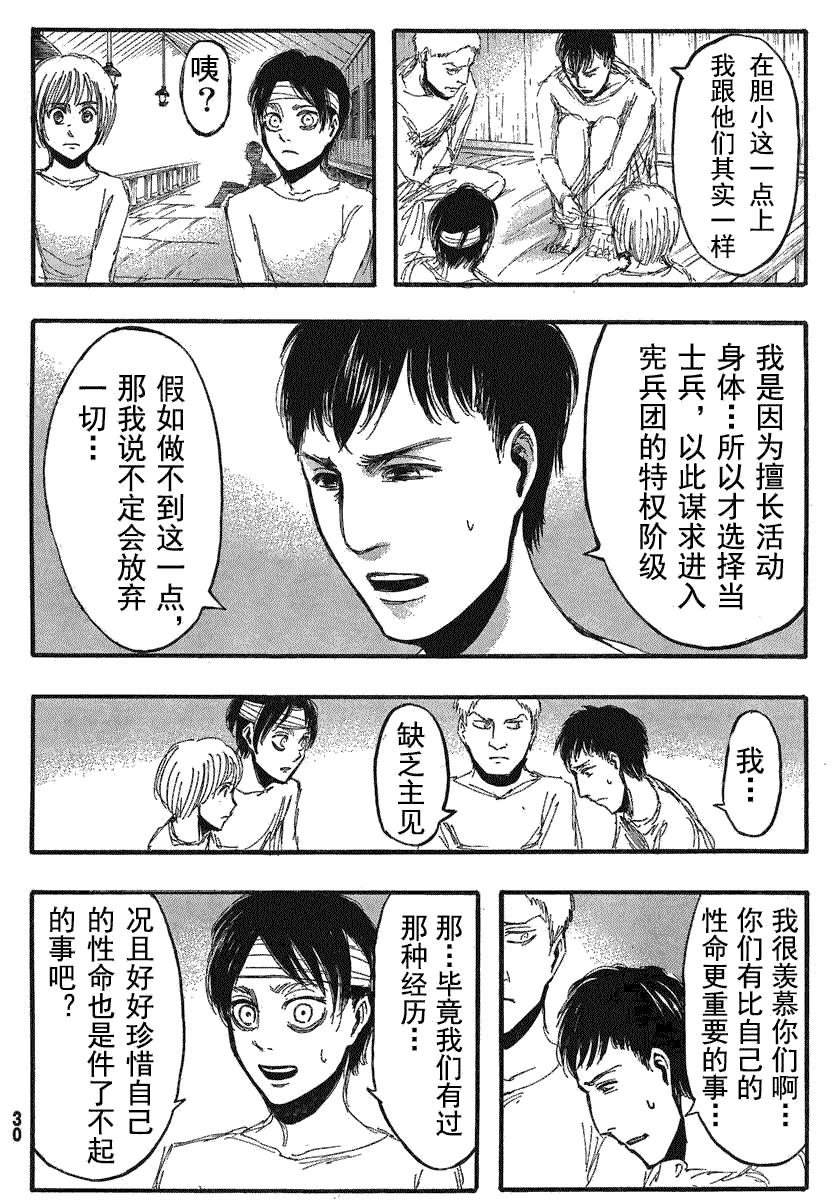 在胆小这一点上
我跟他们其实一样
咦？
我是因为擅长活动
身体…所以才选择当
士兵，以此谋求进入
宪兵团的特权阶级
假如做不到这一点，
那我说不定会放弃
一切…
我…
缺乏主见
我很羡慕你们啊…
你们有比自己的
性命更重要的事…
那…毕竟我们有过
那种经历…
况且好好珍惜自己
的性命也是件了不起
的事吧？
30